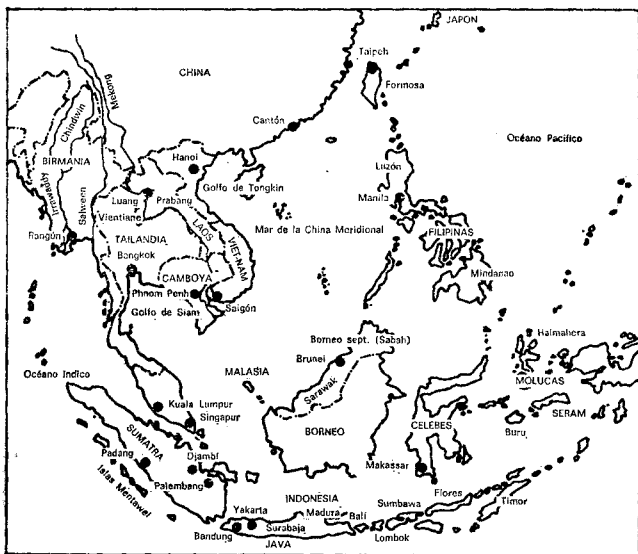 JAPON
Taipeh
CHINA
Formosa
Mekong
Chindwin
Cantón
Océano Pacífico
BIRMANIA
Hanoi
Luzón
Irrawaddy
Salween
Golfo de Tongkin
Luang
Prabang
Manila
Vientiane
Mar de la China Meridional
LAOS
VIET-NAM
Rangún
FILIPINAS
TAILANDIA
Bongkok
CAMBOYA
Mindanao
Phnom Penh
Saigón
Golfo de Siam
Borneo sept. (Sabah)
Halmahera
Brunei
Océano Indico
MALASIA
Sarawak
MOLUCAS
Kuala Lumpur
SERAM
Singapur
BORNEO
CELEBES
Buru
SUMATRA
Padang
Djambi
Makassar
Palembang
Islas Mentawei
Flores
INDONESIA
Sumbawa
Timor
Yakarta
Madura
Bali
Surabaja
Lombok
Bandung
JAVA